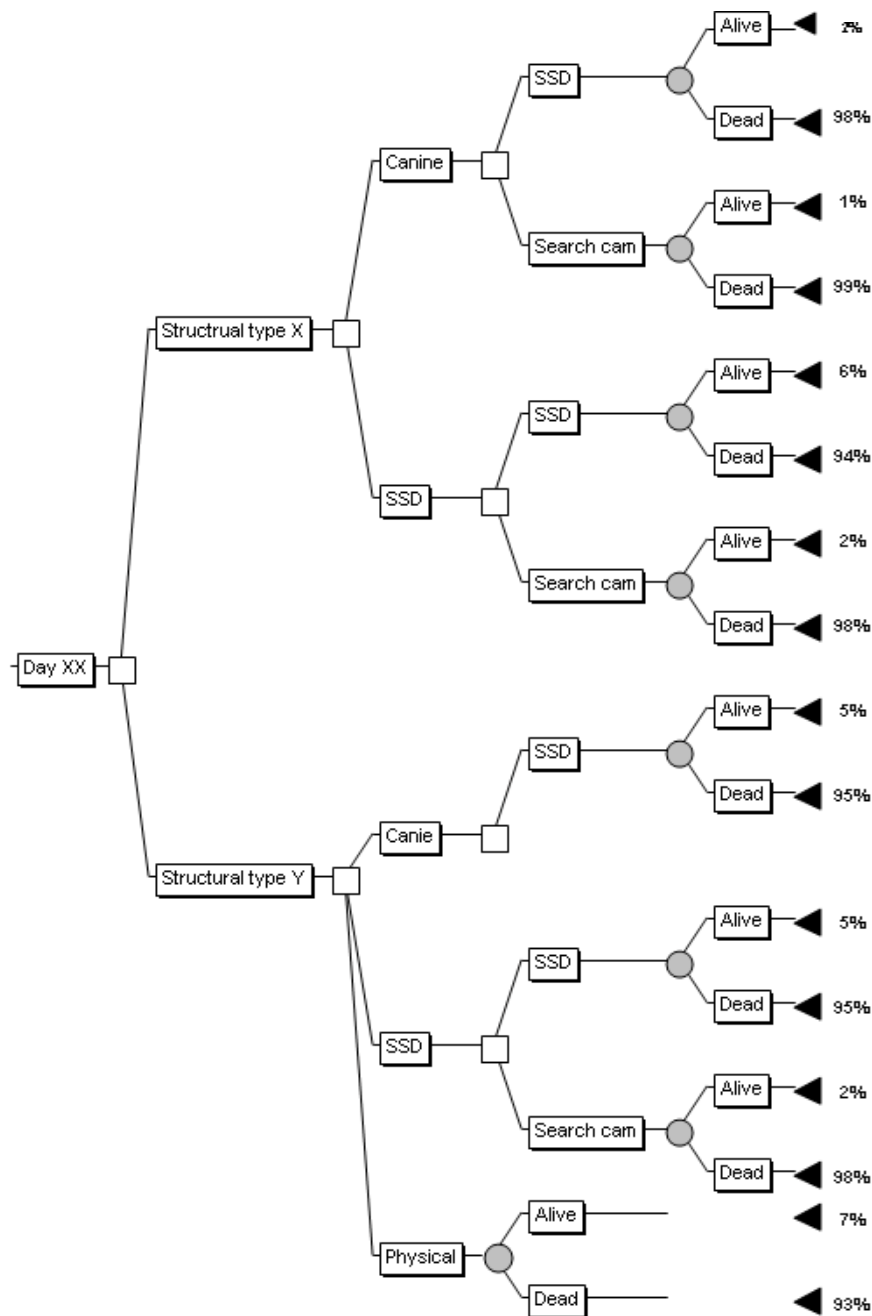 Alive
SSD
Dead 98%
Canine
Alive 1%
Search cam
Dead 99%
Structrual type X
Alive 6%
SSD
Dead 94%
SSD
Alive 2%
Search cam
Dead 98%
Day XX
Alive 5%
SSD
Dead 95%
Canie
Structural type Y
Alive 5%
SSD
Dead 95%
SSD
Alive 2%
Search cam
Dead 98%
Alive 7%
Physical
Dead 93%